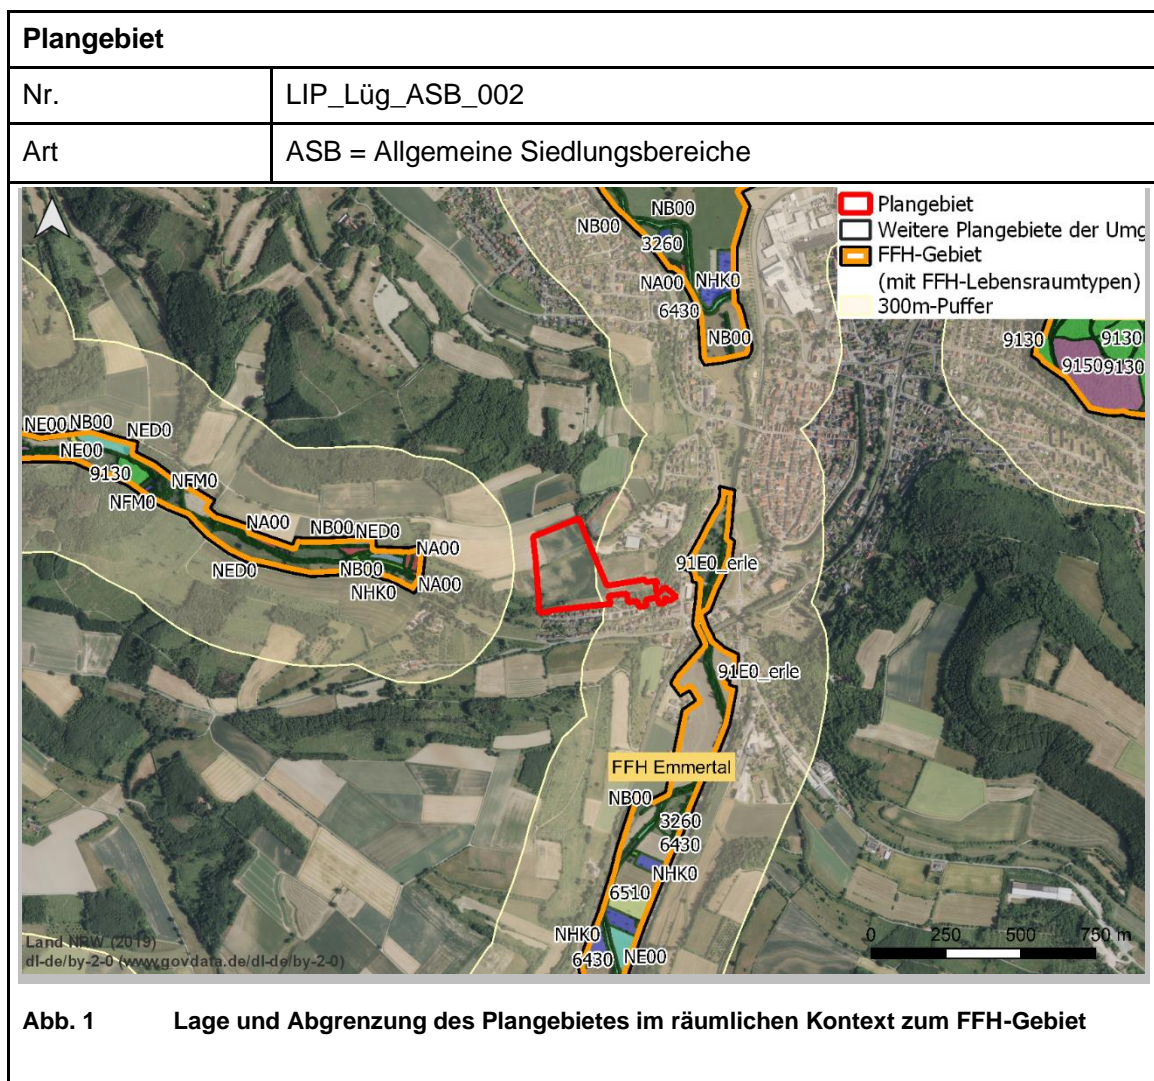 Plangebiet
Nr. LIP_Lüg_ASB_002
Art ASB = Allgemeine Siedlungsbereiche
Plangebiet
Weitere Plangebiete der Umg
FFH-Gebiet
(mit FFH-Lebensraumtypen)
300m-Puffer
NB00
NB00
3260
NA00
NHK0
6430
NB00
9130
9130
9150
9130
NE00
NB00
NED0
NE00
9130
NFM0
NFM0
NA00
NB00
NED0
NA00
NED0
NB00
NHK0
NA00
91E0_erle
91E0_erle
FFH Emmertal
NB00
3260
6430
NHK0
6510
NHK0
6430
NE00
0 250 500 750 m
Land NRW (2019)
dl-de/by-2-0 (www.govdata.de/dl-de/by-2-0)
Abb. 1 Lage und Abgrenzung des Plangebietes im räumlichen Kontext zum FFH-Gebiet